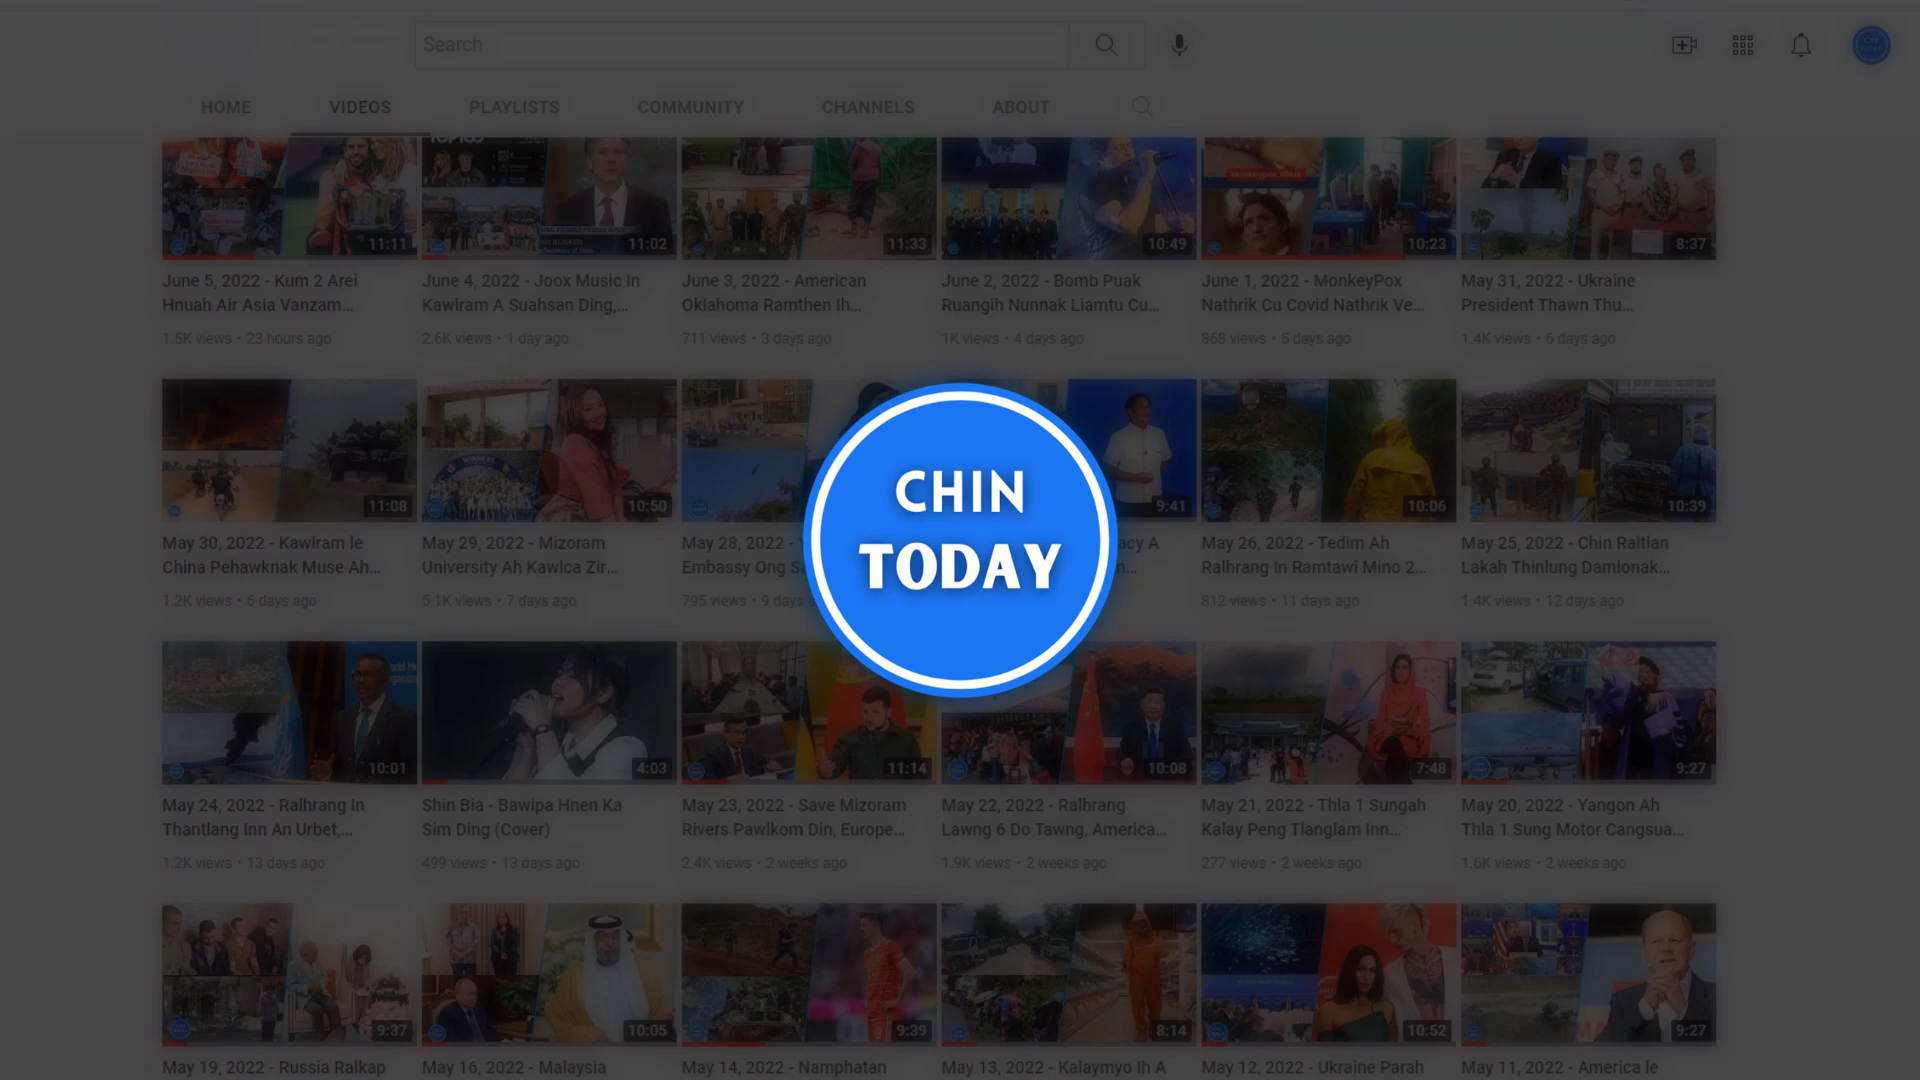 Search
HOME VIDEOS PLAYLISTS COMMUNITY CHANNELS ABOUT
11:11
11:02
11:33
10:49
Monkeypox Virus
10:23
8:37
June 5, 2022 - Kum 2 Arei
Hnuah Air Asia Vanzam...
1.5K views • 23 hours ago
June 4, 2022 - Joox Music In
Kawlram A Suahsan Ding,...
2.6K views • 1 day ago
June 3, 2022 - American
Oklahoma Ramthen Ih...
711 views • 3 days ago
June 2, 2022 - Bomb Puak
Ruangih Nunnak Liamtu Cu...
1K views • 4 days ago
June 1, 2022 - MonkeyPox
Nathrik Cu Covid Nathrik Ve...
868 views • 5 days ago
May 31, 2022 - Ukraine
President Thawn Thu...
1.4K views • 6 days ago
11:08
WINNERS
10:50
9:41
10:06
10:39
May 30, 2022 - Kawlram le
China Pehawknak Muse Ah...
1.2K views • 6 days ago
May 29, 2022 - Mizoram
University Ah Kawlca Zir...
5.1K views • 7 days ago
May 28, 2022 -
Embassy Ong
795 views • 9 days
CHIN
TODAY
May 26, 2022 - Tedim Ah
Ralhrang In Ramtawi Mino 2...
812 views • 11 days ago
May 25, 2022 - Chin Raltlan
Lakah Thinlung Damlonak...
1.4K views • 12 days ago
10:01
4:03
11:14
10:08
7:48
9:27
May 24, 2022 - Ralhrang In
Thantlang Inn An Urbet,...
1.2K views • 13 days ago
Shin Bia - Bawipa Hnen Ka
Sim Ding (Cover)
499 views • 13 days ago
May 23, 2022 - Save Mizoram
Rivers Pawlkom Din, Europe...
2.4K views • 2 weeks ago
May 22, 2022 - Ralhrang
Lawng 6 Do Tawng, America...
1.9K views • 2 weeks ago
May 21, 2022 - Thla 1 Sungah
Kalay Peng Tlanglam Inn...
277 views • 2 weeks ago
May 20, 2022 - Yangon Ah
Thla 1 Sung Motor Cangsua...
1.6K views • 2 weeks ago
9:37
10:05
9:39
8:14
10:52
9:27
May 19, 2022 - Russia Ralkap
May 16, 2022 - Malaysia
May 14, 2022 - Namphatan
May 13, 2022 - Kalaymyo Ih A
May 12, 2022 - Ukraine Parah
May 11, 2022 - America le